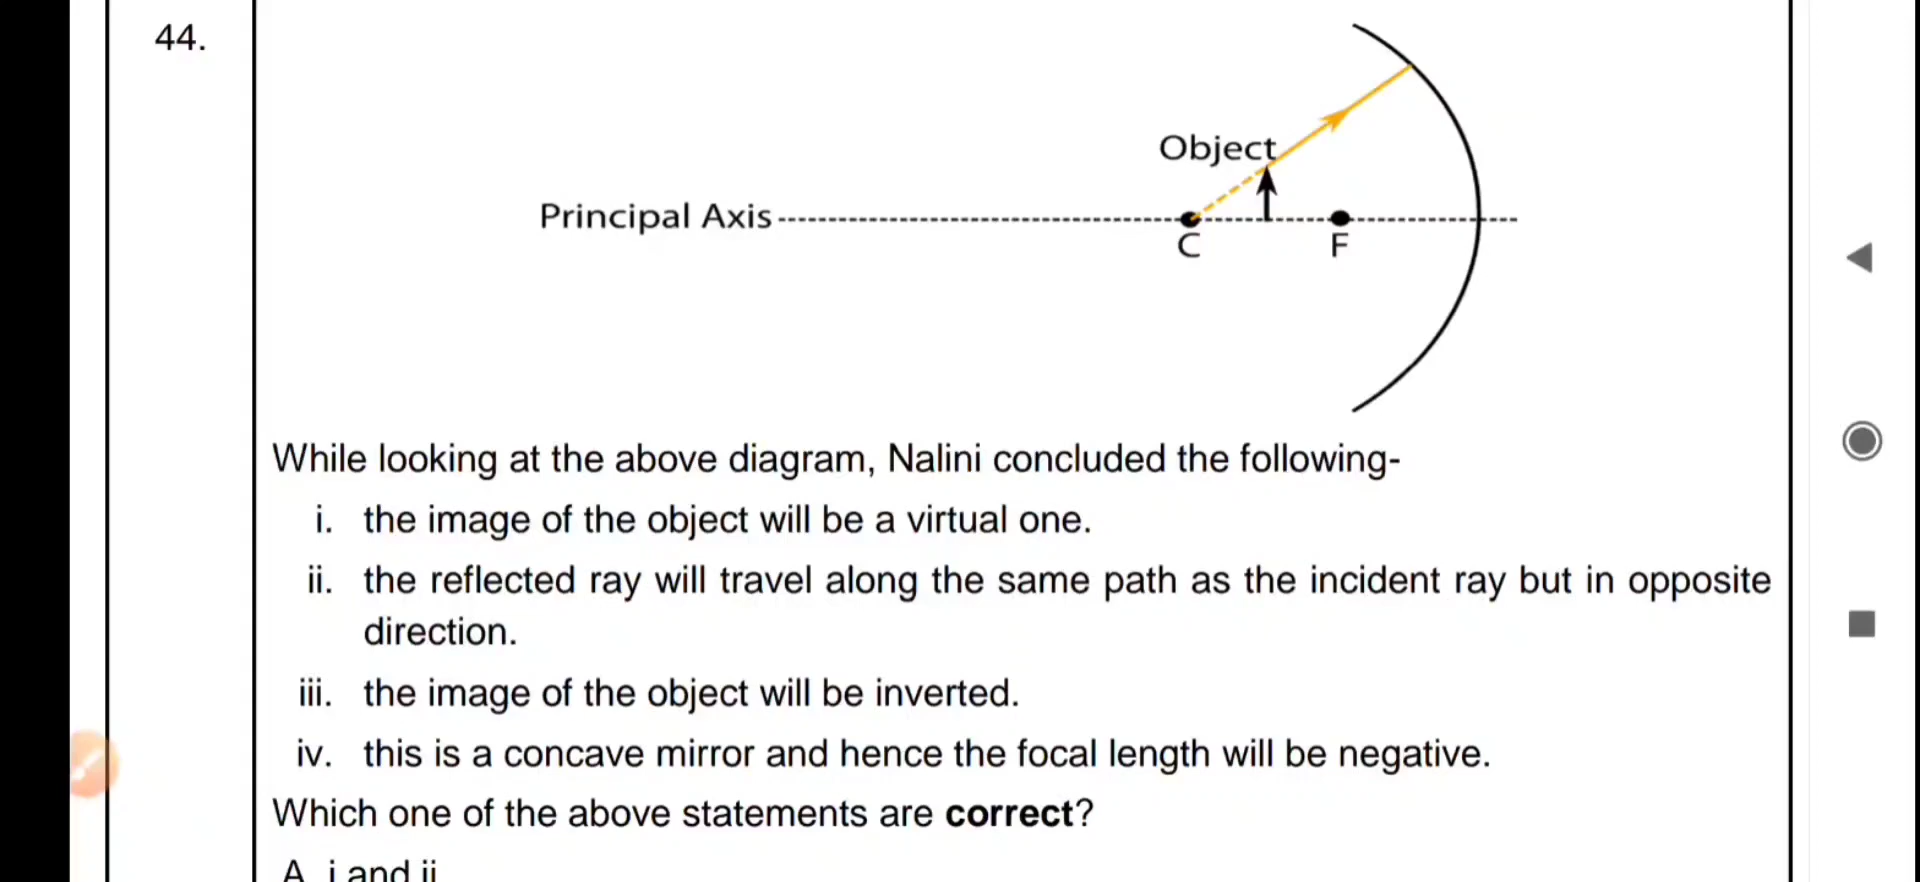 44.
Object
Principal Axis
C
F
While looking at the above diagram, Nalini concluded the following-
i. the image of the object will be a virtual one.
ii. the reflected ray will travel along the same path as the incident ray but in opposite
direction.
iii. the image of the object will be inverted.
iv. this is a concave mirror and hence the focal length will be negative.
Which one of the above statements are correct?
A. i and ii